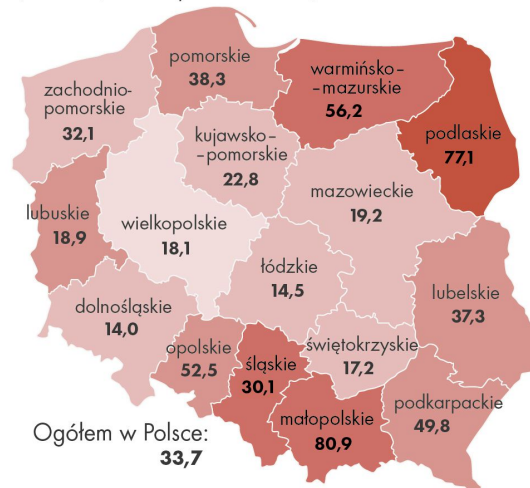 pomorskie
38,3
warmińsko–
–mazurskie
56,2
podlaskie
77,1
zachodnio-
pomorskie
32,1
kujawsko–
–pomorskie
22,8
mazowieckie
19,2
lubuskie
18,9
wielkopolskie
18,1
łódzkie
14,5
lubelskie
37,3
dolnośląskie
14,0
opolskie
52,5
śląskie
30,1
świętokrzyskie
17,2
małopolskie
80,9
podkarpackie
49,8
Ogółem w Polsce:
33,7